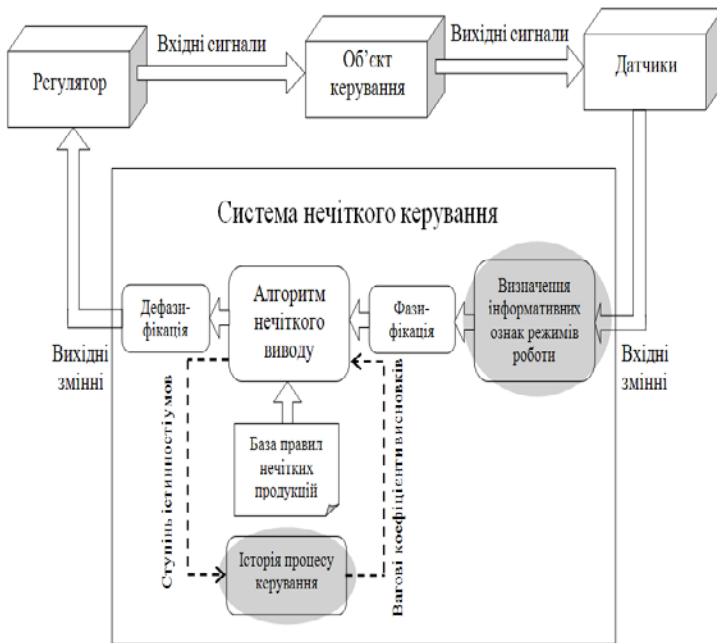 Вхідні сигнали
Вихідні сигнали
Регулятор
Об’єкт
керування
Датчики
Система нечіткого керування
Дефази-
фікація
Алгоритм
нечіткого
виводу
Фази-
фікація
Визначення
інформативних
ознак режимів
роботи
Вихідні
змінні
Вхідні
змінні
База правил
нечітких
продукцій
Ступінь істинності умов
Вагові коефіцієнти висновків
Історія процесу
керування